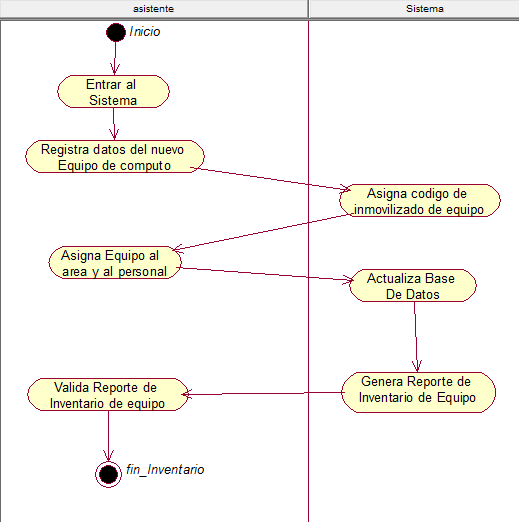 asistente
Sistema
Inicio
Entrar al
Sistema
Registra datos del nuevo
Equipo de computo
Asigna codigo de
inmovilizado de equipo
Asigna Equipo al
area y al personal
Actualiza Base
De Datos
Genera Reporte de
Inventario de Equipo
Valida Reporte de
Inventario de equipo
fin_Inventario